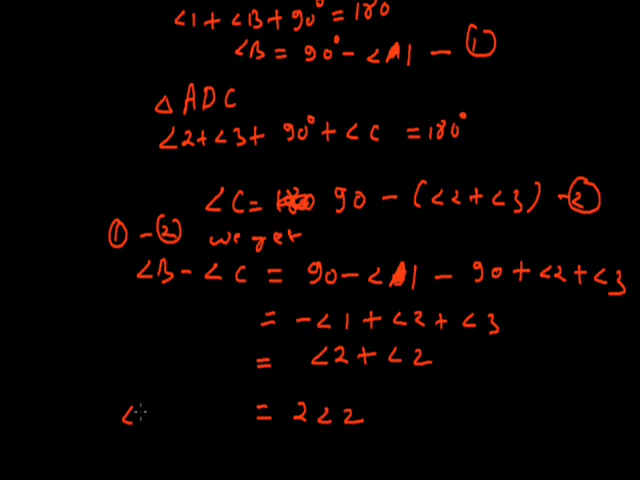 ∠1 + ∠B + 90° = 180
∠B = 90° - ∠1 - ①
△ ADC
∠2 + ∠3 + 90° + ∠C = 180°
∠C = 90 - (∠2 + ∠3) - ②
① - ② we get
∠B - ∠C = 90 - ∠1 - 90 + ∠2 + ∠3
= -∠1 + ∠2 + ∠3
= ∠2 + ∠2
∠ = 2∠2